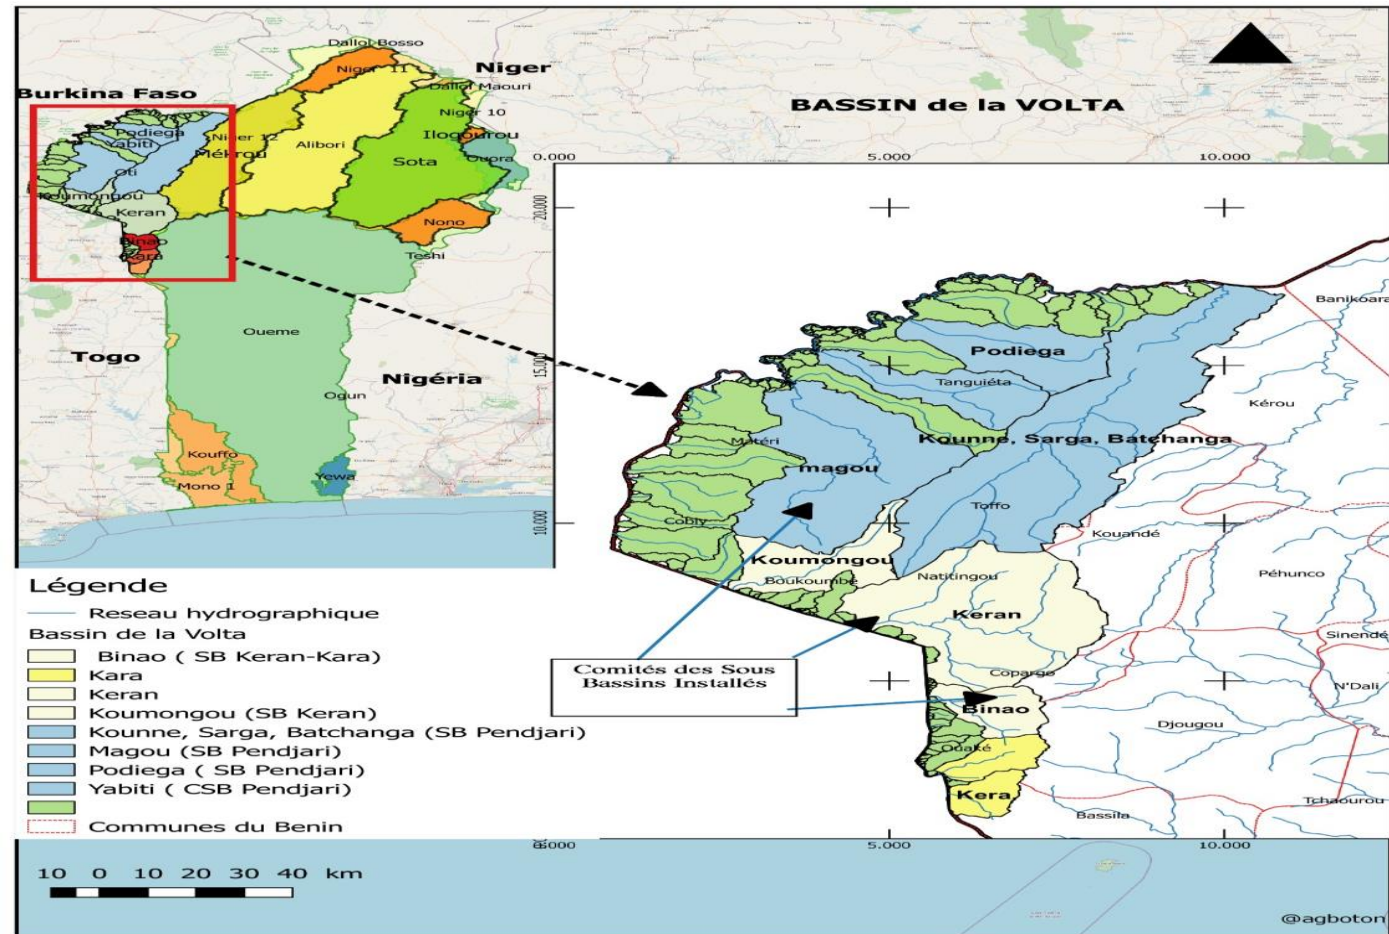 Dallol Bosso
Niger 11
Niger
Burkina Faso
Dallol Maouri
BASSIN de la VOLTA
Niger 10
Podiega
Yabiti
Niger 12
Mékrou
Alibori
Ilogourou
Sota
Ouora
Oti
Koumongou
Keran
Nono
Binao
Kara
Teshi
Oueme
Togo
Nigéria
Ogun
Kouffo
Mono 1
Yewa
0.000
5.000
10.000
20.000
15.000
10.000
Banikoara
Podiega
Tanguiéta
Kérou
Matéri
Kounne, Sarga, Batchanga
magou
Cobly
Toffo
Kouandé
Koumongou
Boukoumbé
Natitingou
Péhunco
Keran
Sinendé
Comités des Sous
Bassins Installés
Copargo
N'Dali
Binao
Djougou
Ouaké
Kera
Bassila
Tchaourou
5.000
10.000
Légende
Reseau hydrographique
Bassin de la Volta
Binao ( SB Keran-Kara)
Kara
Keran
Koumongou (SB Keran)
Kounne, Sarga, Batchanga (SB Pendjari)
Magou (SB Pendjari)
Podiega ( SB Pendjari)
Yabiti ( CSB Pendjari)
Communes du Benin
10 0 10 20 30 40 km
@agboton